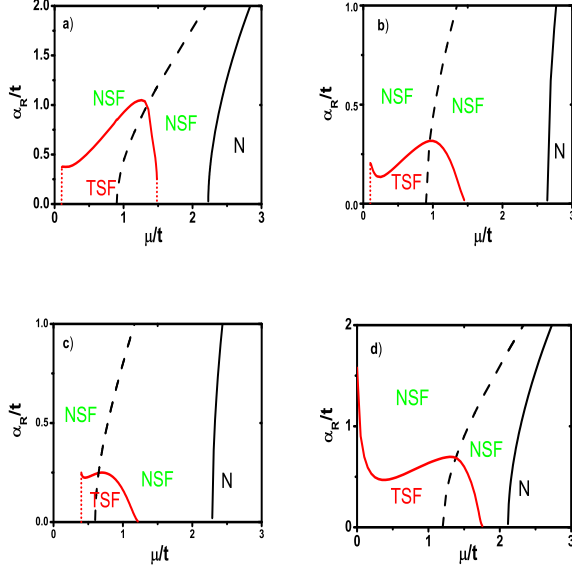 a)
α_R/t
2.0
1.5
1.0
0.5
0.0
NSF
NSF
TSF
N
0
1
2
3
μ/t
b)
α_R/t
1.0
0.5
0.0
NSF
NSF
TSF
N
0
1
2
3
μ/t
c)
α_R/t
1.0
0.5
0.0
NSF
NSF
TSF
N
0
1
2
3
μ/t
d)
α_R/t
2
1
0
NSF
NSF
TSF
N
0
1
2
3
μ/t